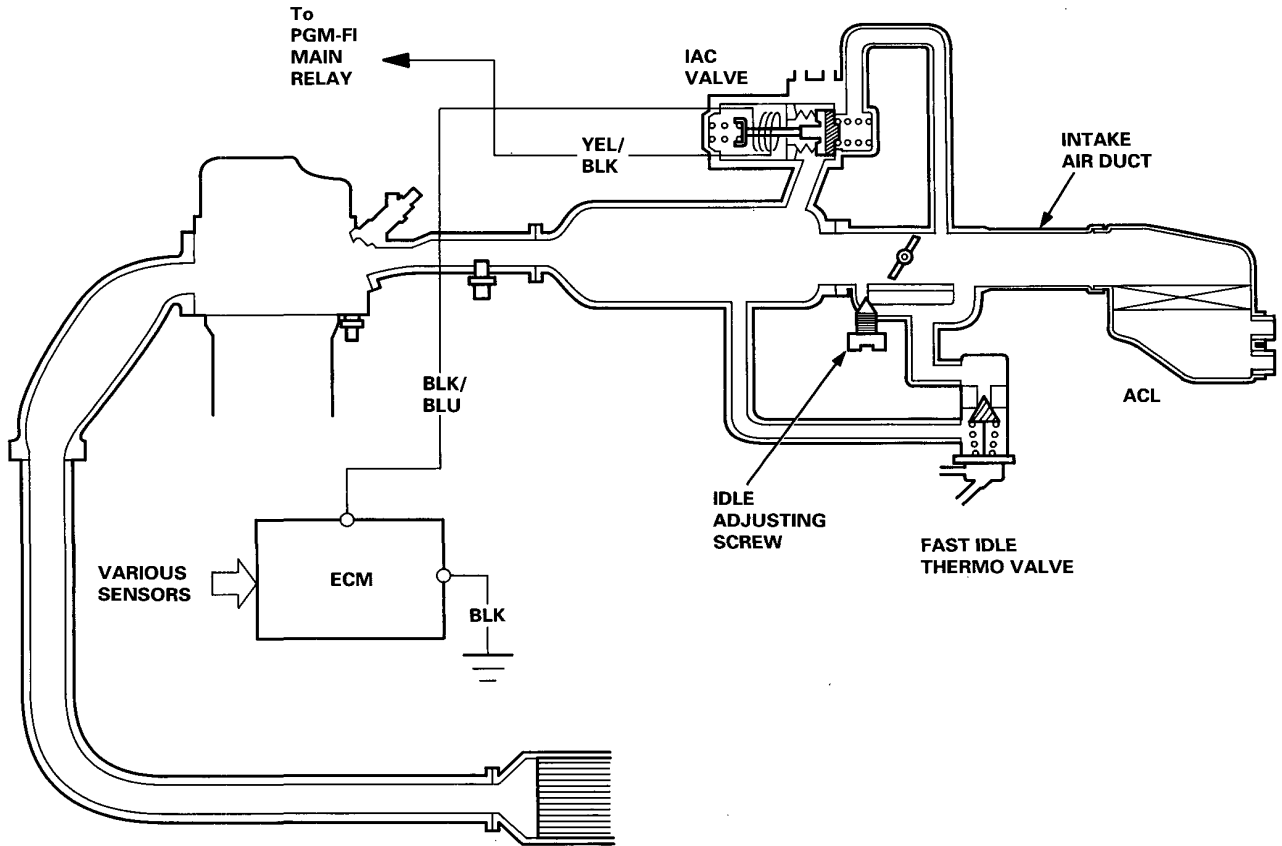 To
PGM-FI
MAIN
RELAY
IAC
VALVE
YEL/
BLK
INTAKE
AIR DUCT
BLK/
BLU
ACL
IDLE
ADJUSTING
SCREW
FAST IDLE
THERMO VALVE
VARIOUS
SENSORS
ECM
BLK